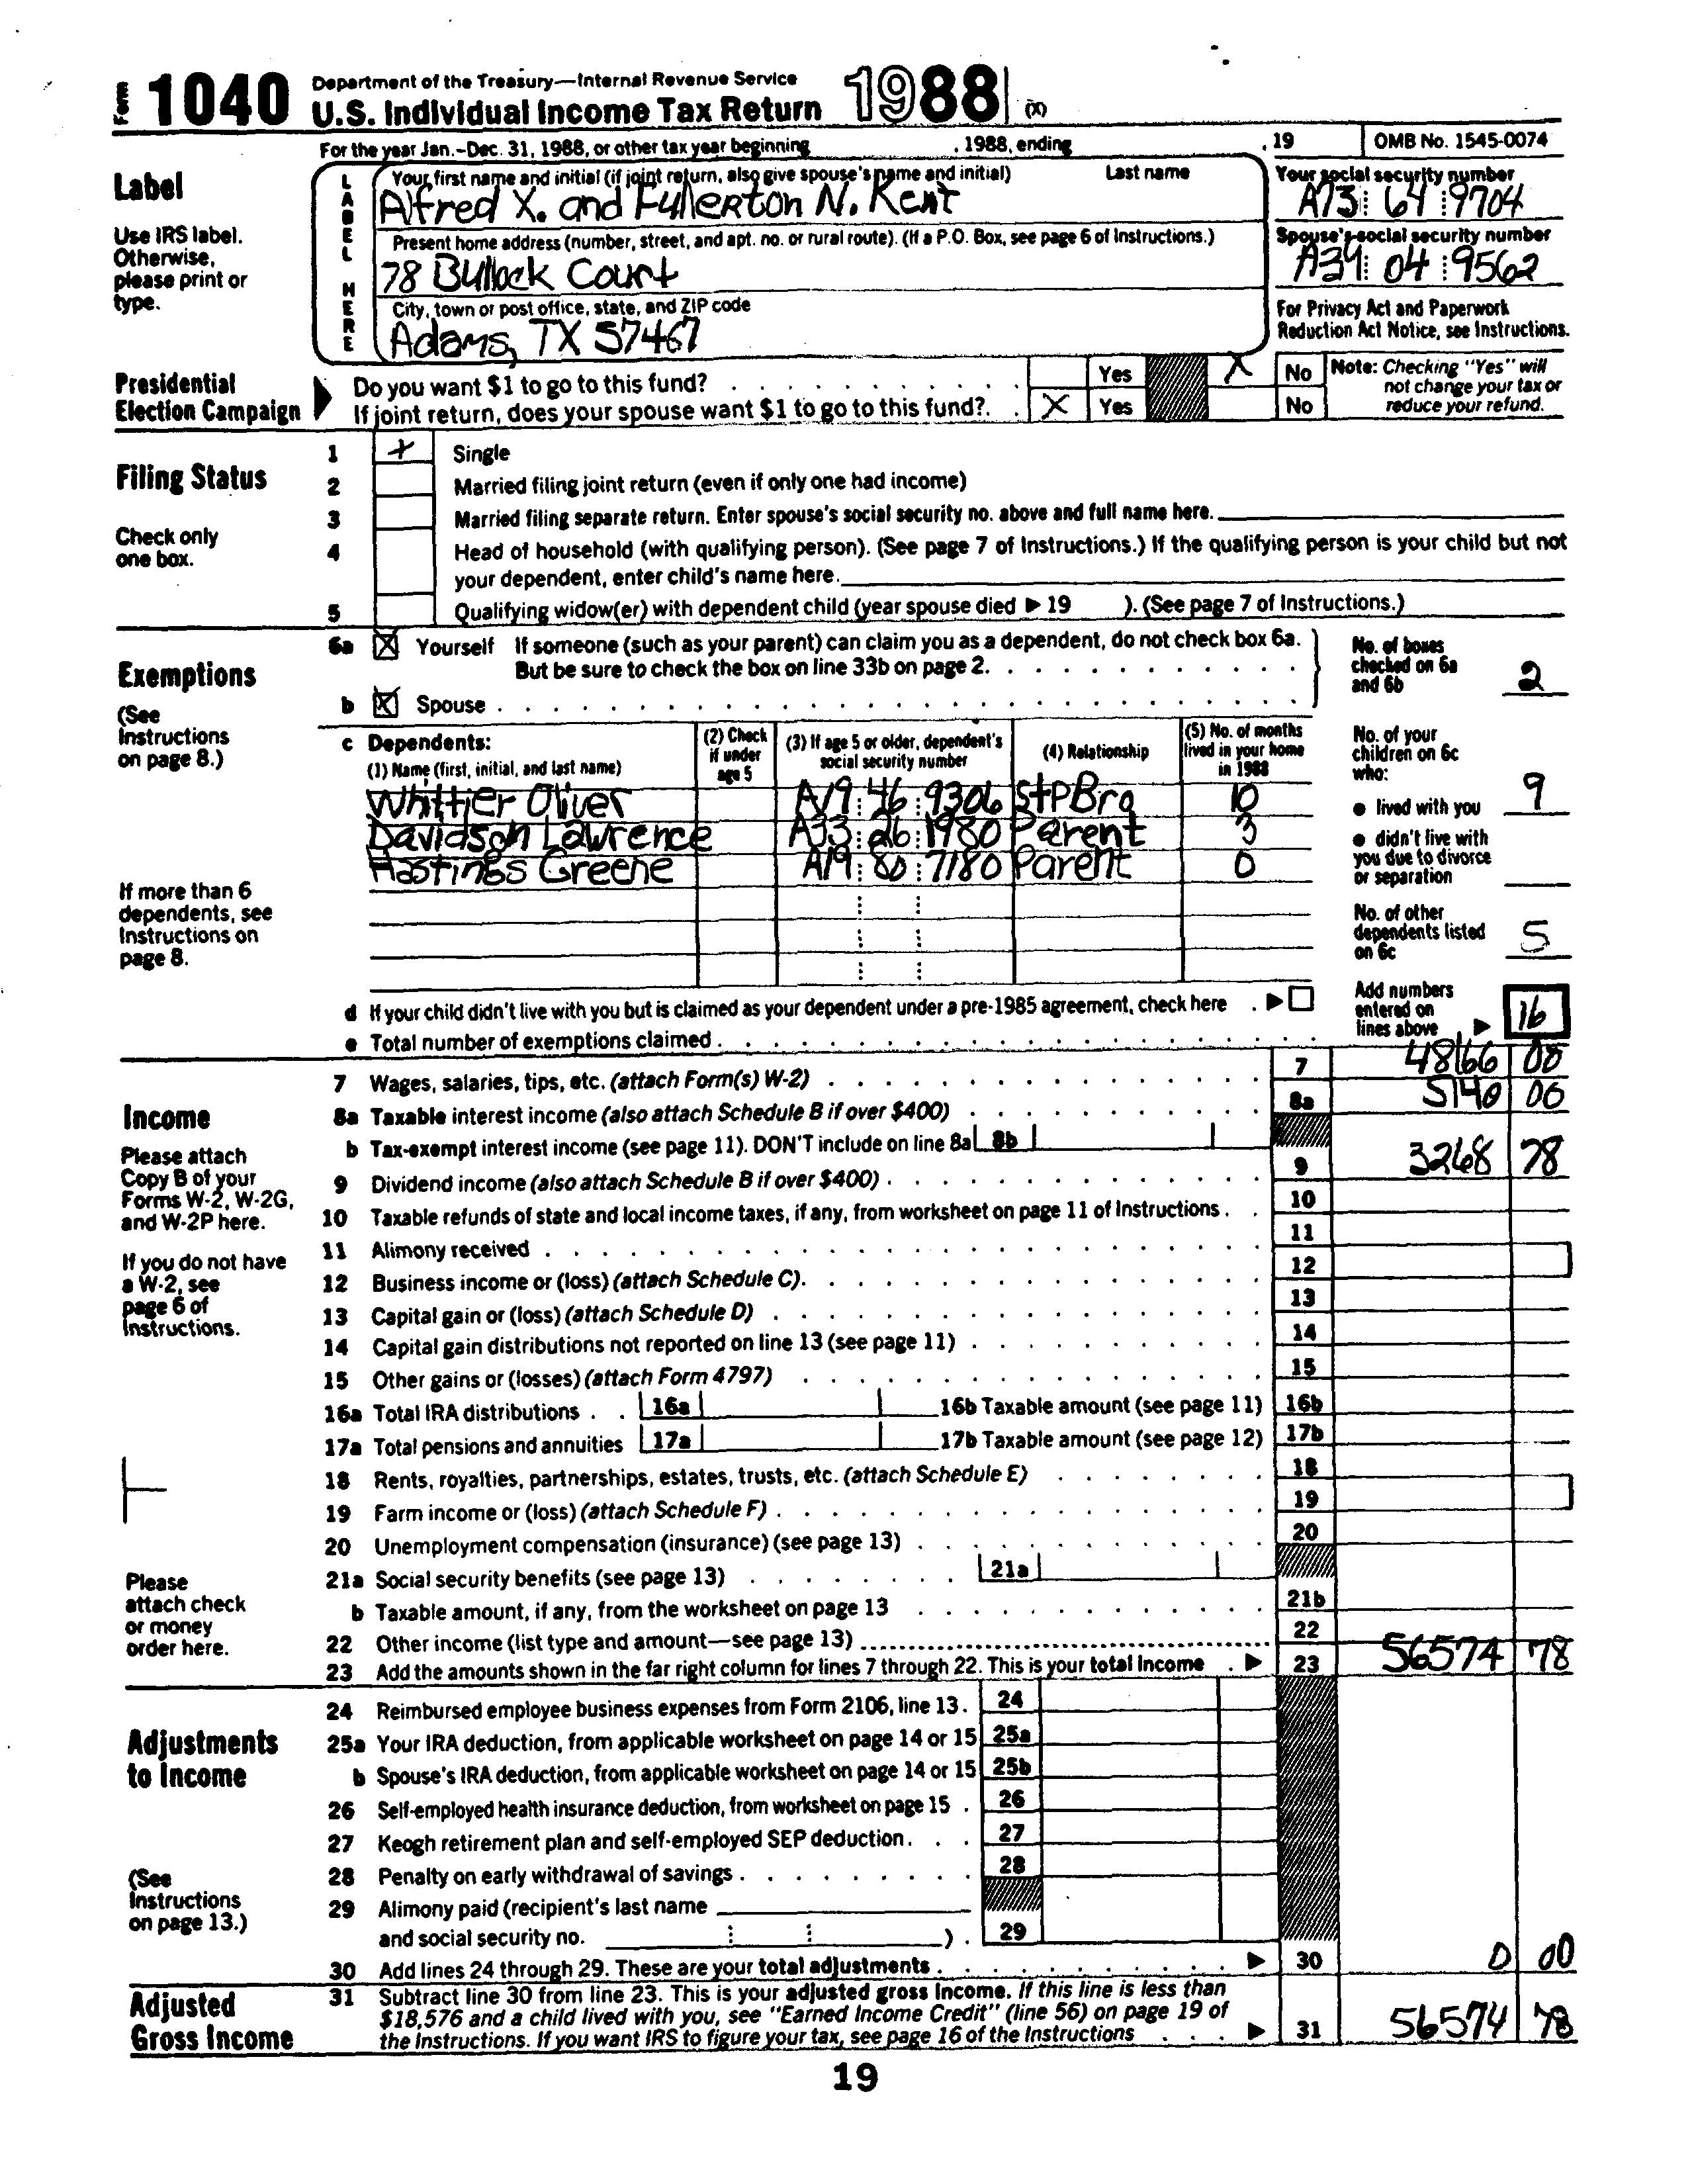 Form 1040 Department of the Treasury—Internal Revenue Service
U.S. Individual Income Tax Return 1988 (X)
For the year Jan.-Dec. 31, 1988, or other tax year beginning , 1988, ending , 19 OMB No. 1545-0074
Label
Use IRS label. Otherwise, please print or type.
LABEL HERE
Your first name and initial (if joint return, also give spouse's name and initial) Last name
Alfred X. and Fullerton N. Kent
Your social security number
A73 64 9704
Present home address (number, street, and apt. no. or rural route). (If a P.O. Box, see page 6 of Instructions.)
78 Bullock Court
Spouse's social security number
A39 04 9562
City, town or post office, state, and ZIP code
Adams, TX 57467
For Privacy Act and Paperwork
Reduction Act Notice, see Instructions.
Presidential
Election Campaign
Do you want $1 to go to this fund? Yes X No
If joint return, does your spouse want $1 to go to this fund? X Yes No
Note: Checking "Yes" will
not change your tax or
reduce your refund.
Filing Status
Check only
one box.
1 X Single
2 Married filing joint return (even if only one had income)
3 Married filing separate return. Enter spouse's social security no. above and full name here.
4 Head of household (with qualifying person). (See page 7 of Instructions.) If the qualifying person is your child but not
your dependent, enter child's name here.
5 Qualifying widow(er) with dependent child (year spouse died ▶ 19 ). (See page 7 of Instructions.)
Exemptions
(See
Instructions
on page 8.)
6a X Yourself If someone (such as your parent) can claim you as a dependent, do not check box 6a.
But be sure to check the box on line 33b on page 2.
b X Spouse
No. of boxes
checked on 6a
and 6b 2
c Dependents:
(1) Name (first, initial, and last name)
(2) Check
if under
age 5
(3) If age 5 or older, dependent's
social security number
(4) Relationship
(5) No. of months
lived in your home
in 1988
Whittier Oliver A19 46 9306 StPBro 10
Davidson Lawrence A33 26 1980 Parent 3
Hastings Greene A19 80 7180 Parent 0
No. of your
children on 6c
who:
● lived with you 9
● didn't live with
you due to divorce
or separation
No. of other
dependents listed
on 6c 5
If more than 6
dependents, see
Instructions on
page 8.
d If your child didn't live with you but is claimed as your dependent under a pre-1985 agreement, check here ▶
e Total number of exemptions claimed
Add numbers
entered on
lines above ▶ 16
Income
Please attach
Copy B of your
Forms W-2, W-2G,
and W-2P here.
If you do not have
a W-2, see
page 6 of
Instructions.
Please
attach check
or money
order here.
7 Wages, salaries, tips, etc. (attach Form(s) W-2) 7 48166 00
8a Taxable interest income (also attach Schedule B if over $400) 8a 5140 00
b Tax-exempt interest income (see page 11). DON'T include on line 8a 8b
9 Dividend income (also attach Schedule B if over $400) 9 3268 78
10 Taxable refunds of state and local income taxes, if any, from worksheet on page 11 of Instructions 10
11 Alimony received 11
12 Business income or (loss) (attach Schedule C) 12
13 Capital gain or (loss) (attach Schedule D) 13
14 Capital gain distributions not reported on line 13 (see page 11) 14
15 Other gains or (losses) (attach Form 4797) 15
16a Total IRA distributions 16a 16b Taxable amount (see page 11) 16b
17a Total pensions and annuities 17a 17b Taxable amount (see page 12) 17b
18 Rents, royalties, partnerships, estates, trusts, etc. (attach Schedule E) 18
19 Farm income or (loss) (attach Schedule F) 19
20 Unemployment compensation (insurance) (see page 13) 20
21a Social security benefits (see page 13) 21a
b Taxable amount, if any, from the worksheet on page 13 21b
22 Other income (list type and amount—see page 13) 22
23 Add the amounts shown in the far right column for lines 7 through 22. This is your total income ▶ 23 56574 78
Adjustments
to Income
(See
Instructions
on page 13.)
24 Reimbursed employee business expenses from Form 2106, line 13 24
25a Your IRA deduction, from applicable worksheet on page 14 or 15 25a
b Spouse's IRA deduction, from applicable worksheet on page 14 or 15 25b
26 Self-employed health insurance deduction, from worksheet on page 15 26
27 Keogh retirement plan and self-employed SEP deduction 27
28 Penalty on early withdrawal of savings 28
29 Alimony paid (recipient's last name
and social security no. ) 29
30 Add lines 24 through 29. These are your total adjustments ▶ 30 0 00
Adjusted
Gross Income
31 Subtract line 30 from line 23. This is your adjusted gross income. If this line is less than
$18,576 and a child lived with you, see "Earned Income Credit" (line 56) on page 19 of
the Instructions. If you want IRS to figure your tax, see page 16 of the Instructions ▶ 31 56574 78
19